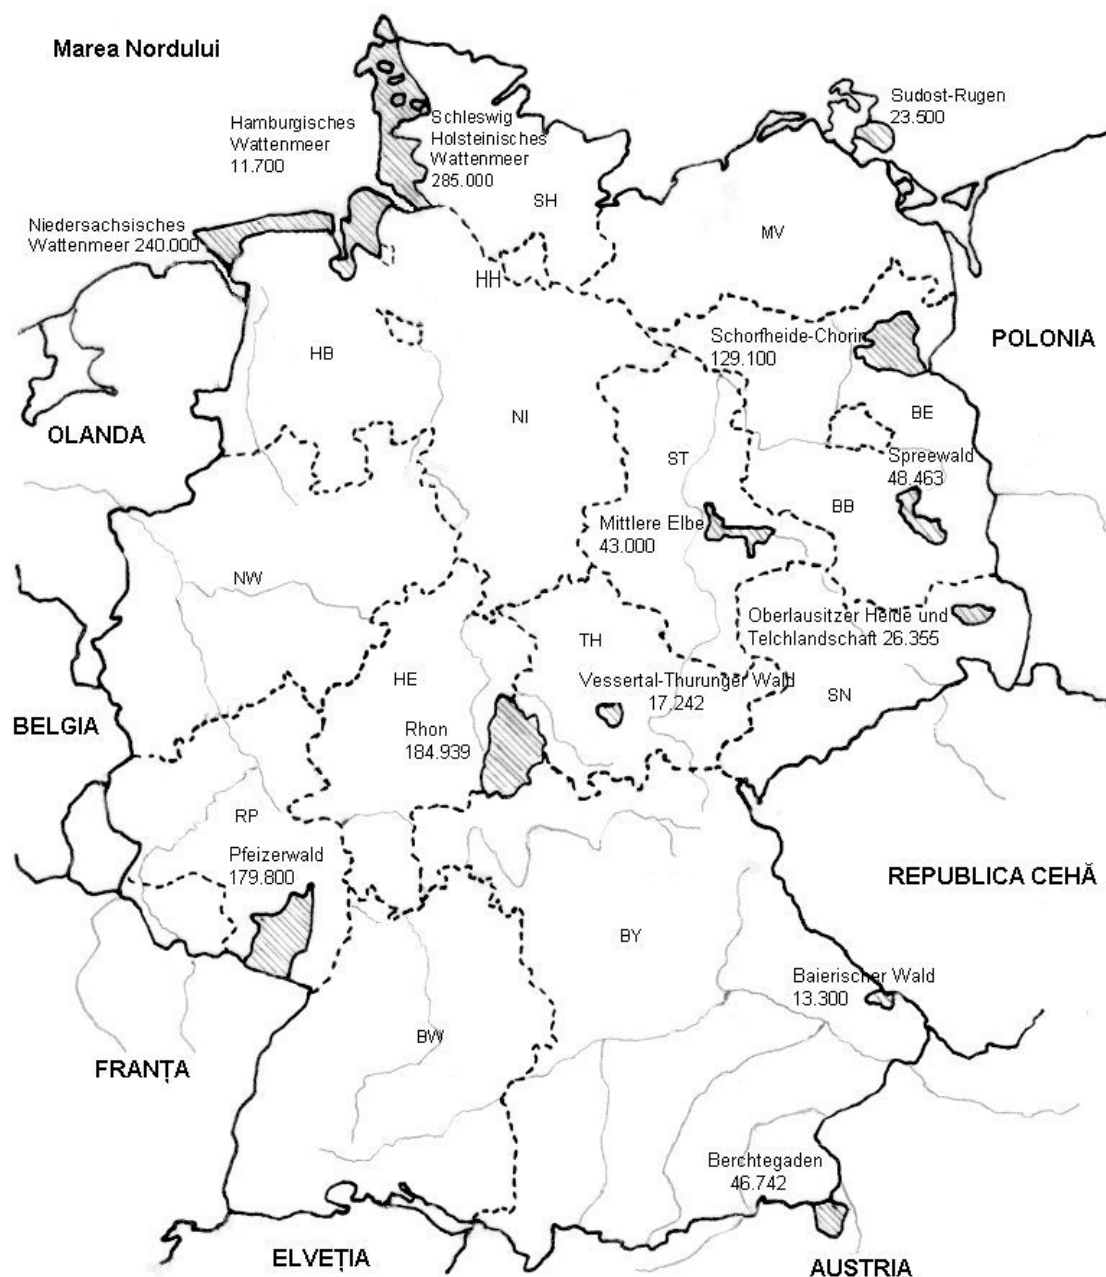 Marea Nordului
Sudost-Rugen
23.500
Hamburgisches
Wattenmeer
11.700
Schleswig
Holsteinisches
Wattenmeer
285.000
SH
Niedersachsisches
Wattenmeer 240.000
MV
HH
Schorfheide-Chorin
129.100
POLONIA
HB
NI
BE
OLANDA
ST
Spreewald
48.463
BB
Mittlere Elbe
43.000
NW
Oberlausitzer Heide und
Telchlandschaft 26.355
TH
HE
Vessertal-Thurunger Wald
17.242
SN
BELGIA
Rhon
184.939
RP
Pfeizerwald
179.800
REPUBLICA CEHĂ
BY
Baierischer Wald
13.300
BW
FRANȚA
Berchtegaden
46.742
ELVEȚIA
AUSTRIA